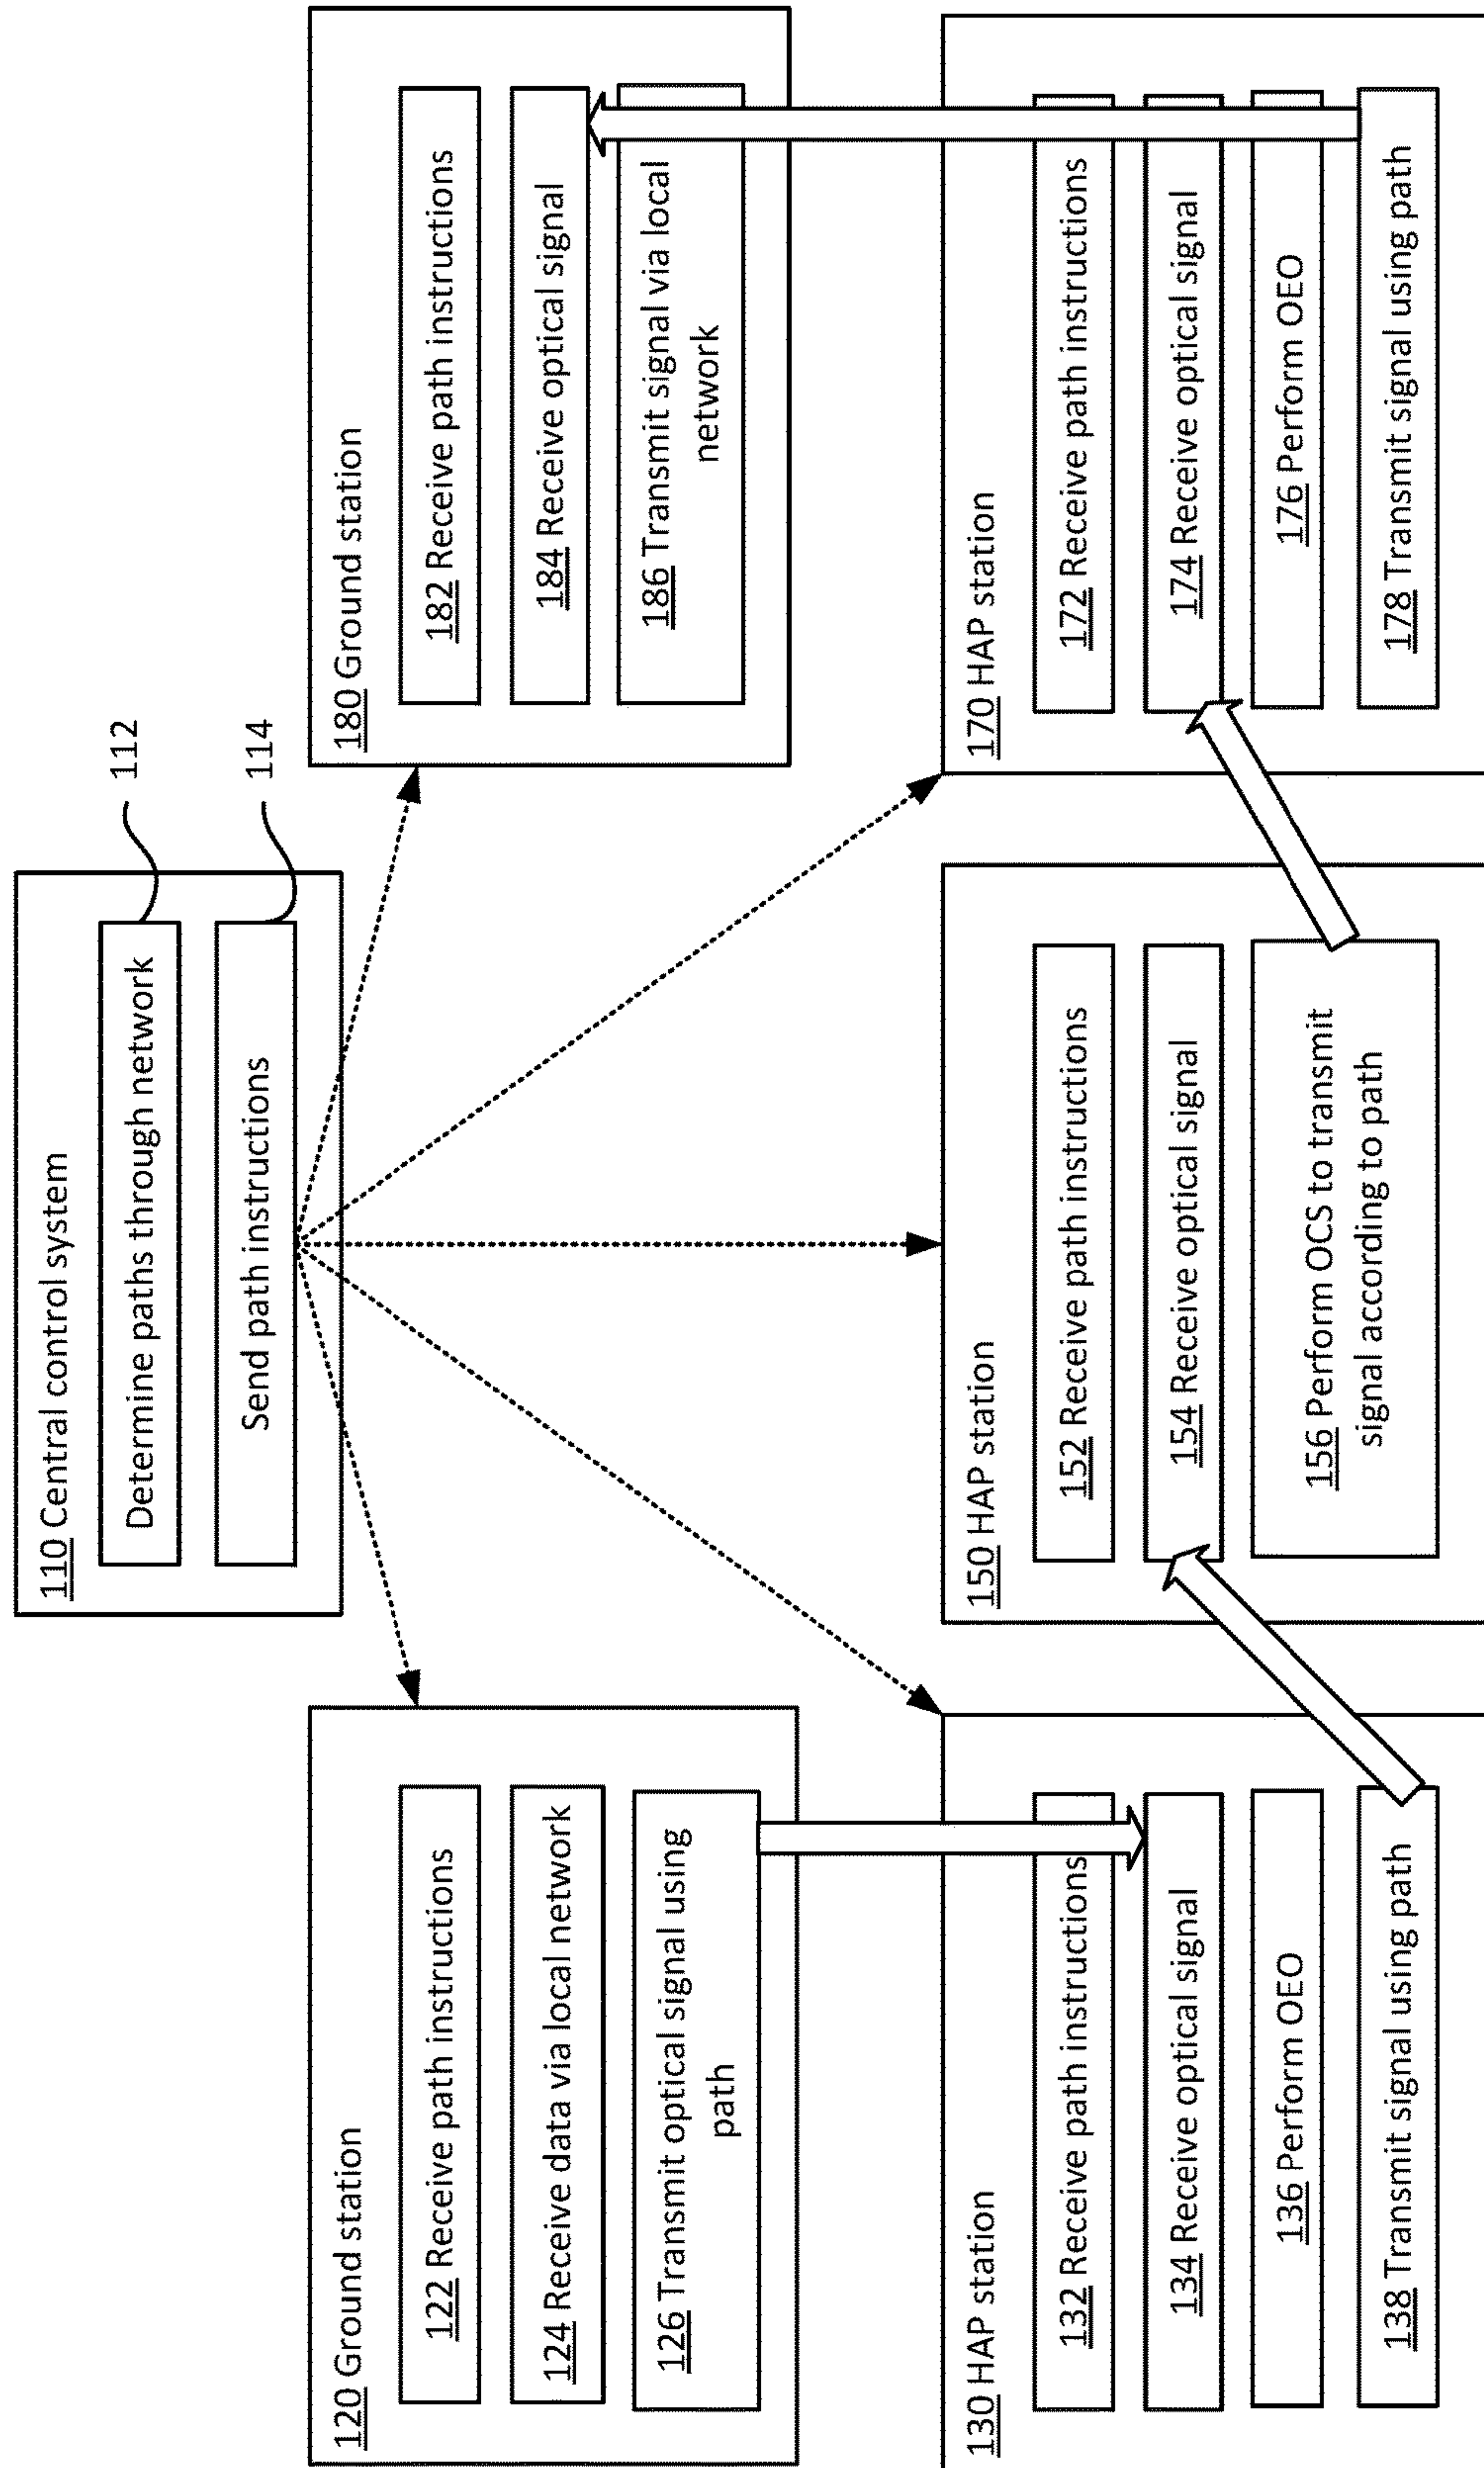 110 Central control system
Determine paths through network
112
Send path instructions
114
120 Ground station
122 Receive path instructions
124 Receive data via local network
126 Transmit optical signal using
path
180 Ground station
182 Receive path instructions
184 Receive optical signal
186 Transmit signal via local
network
130 HAP station
132 Receive path instructions
134 Receive optical signal
136 Perform OEO
138 Transmit signal using path
150 HAP station
152 Receive path instructions
154 Receive optical signal
156 Perform OCS to transmit
signal according to path
170 HAP station
172 Receive path instructions
174 Receive optical signal
176 Perform OEO
178 Transmit signal using path